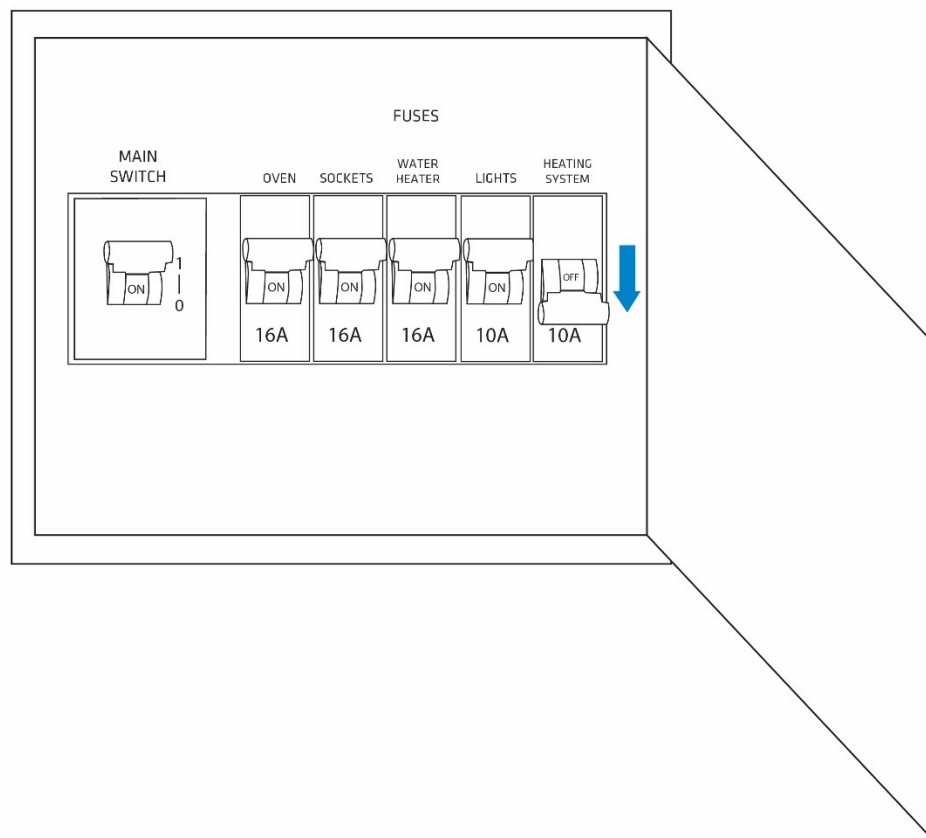 FUSES
MAIN
SWITCH
OVEN
SOCKETS
WATER
HEATER
LIGHTS
HEATING
SYSTEM
ON
1
0
ON
ON
ON
ON
OFF
16A
16A
16A
10A
10A